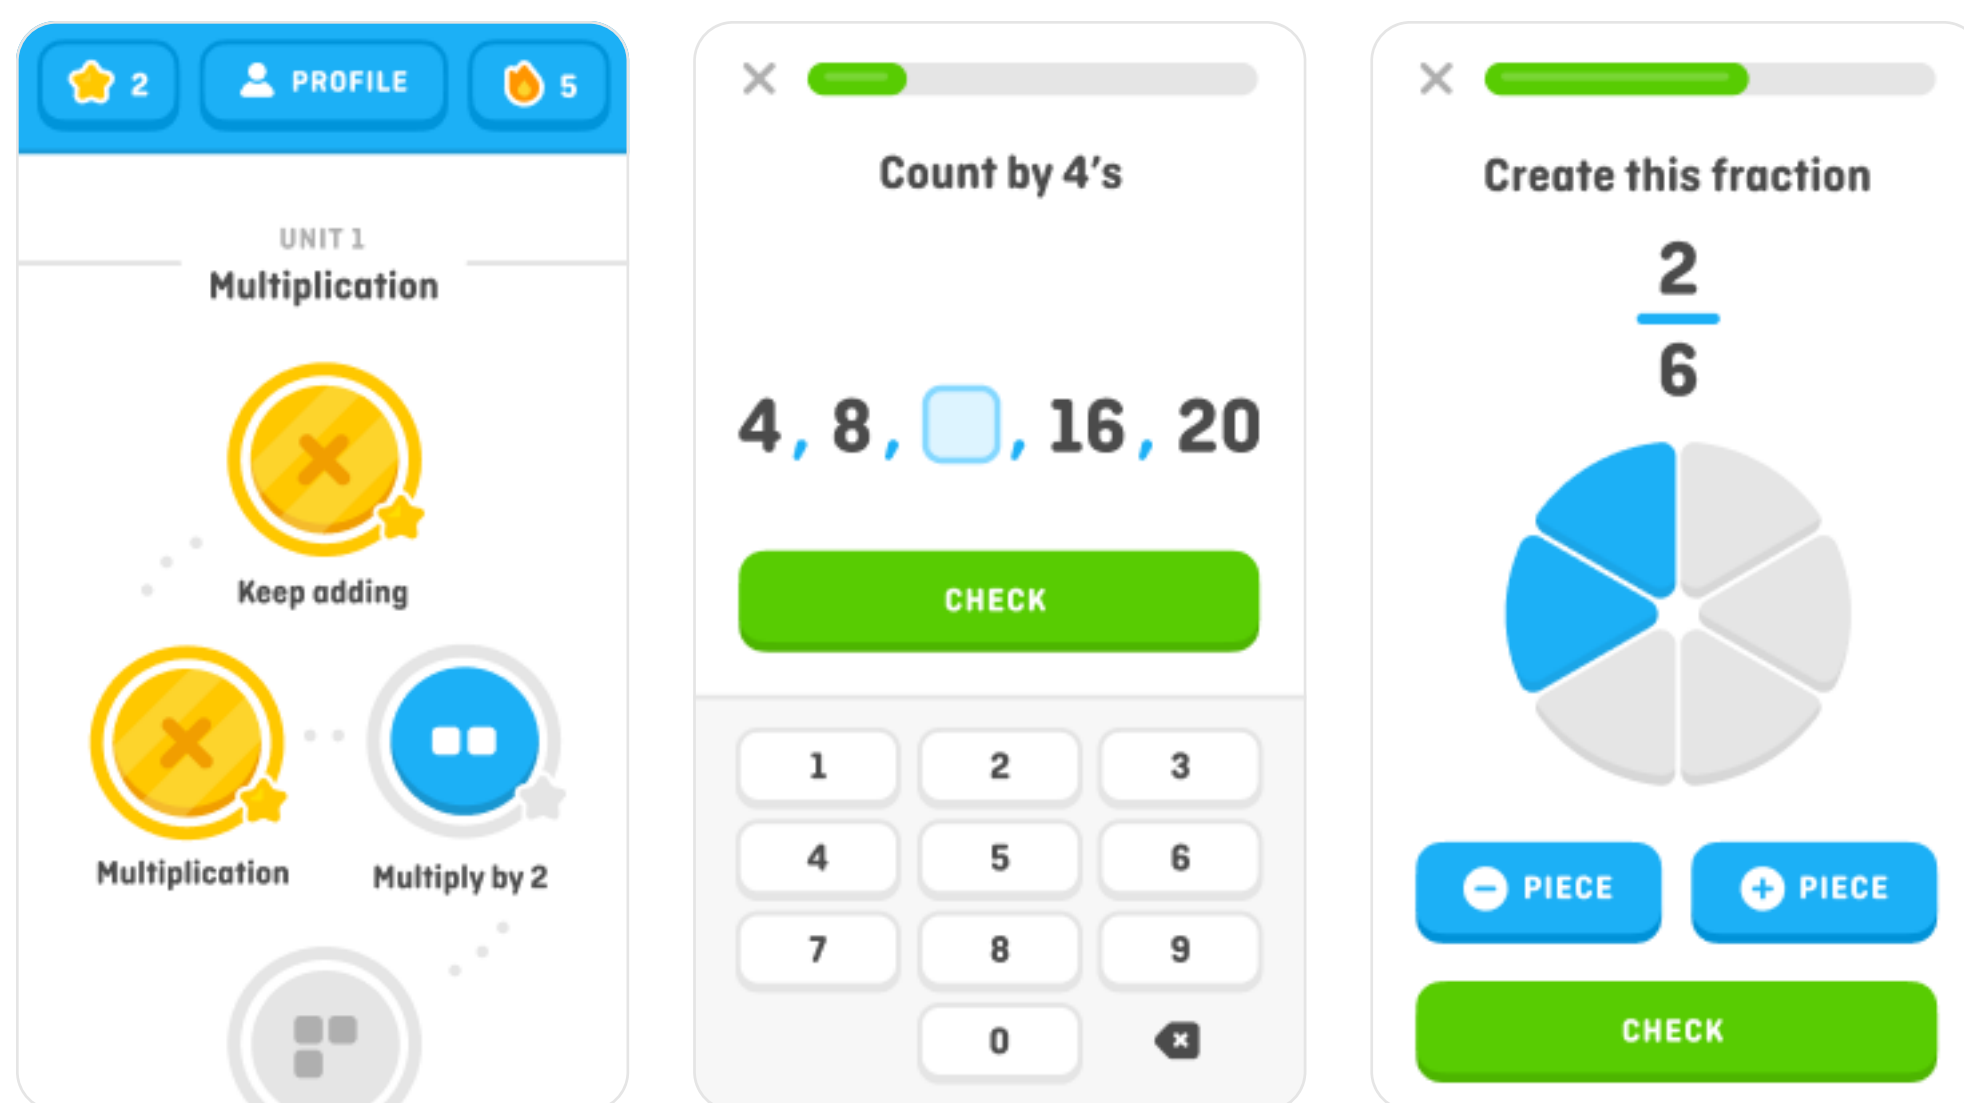 2 PROFILE 5
UNIT 1
Multiplication
Keep adding
Multiplication
Multiply by 2
Count by 4's
4, 8, , 16, 20
CHECK
1 2 3
4 5 6
7 8 9
0
Create this fraction
2
6
PIECE PIECE
CHECK